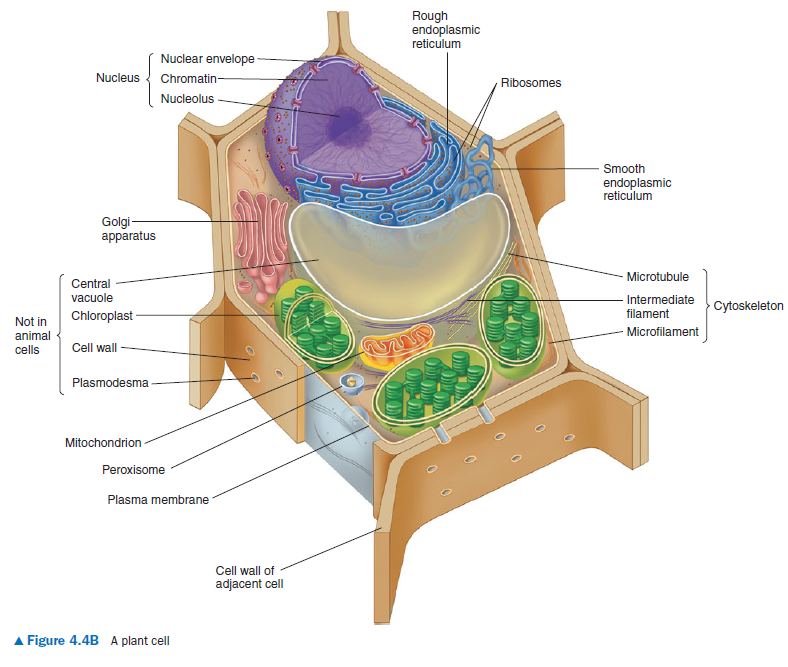 Rough
endoplasmic
reticulum
Nuclear envelope
Nucleus
Chromatin
Nucleolus
Ribosomes
Smooth
endoplasmic
reticulum
Golgi
apparatus
Central
vacuole
Chloroplast
Not in
animal
cells
Cell wall
Plasmodesma
Microtubule
Intermediate
filament
Microfilament
Cytoskeleton
Mitochondrion
Peroxisome
Plasma membrane
Cell wall of
adjacent cell
▲ Figure 4.4B A plant cell